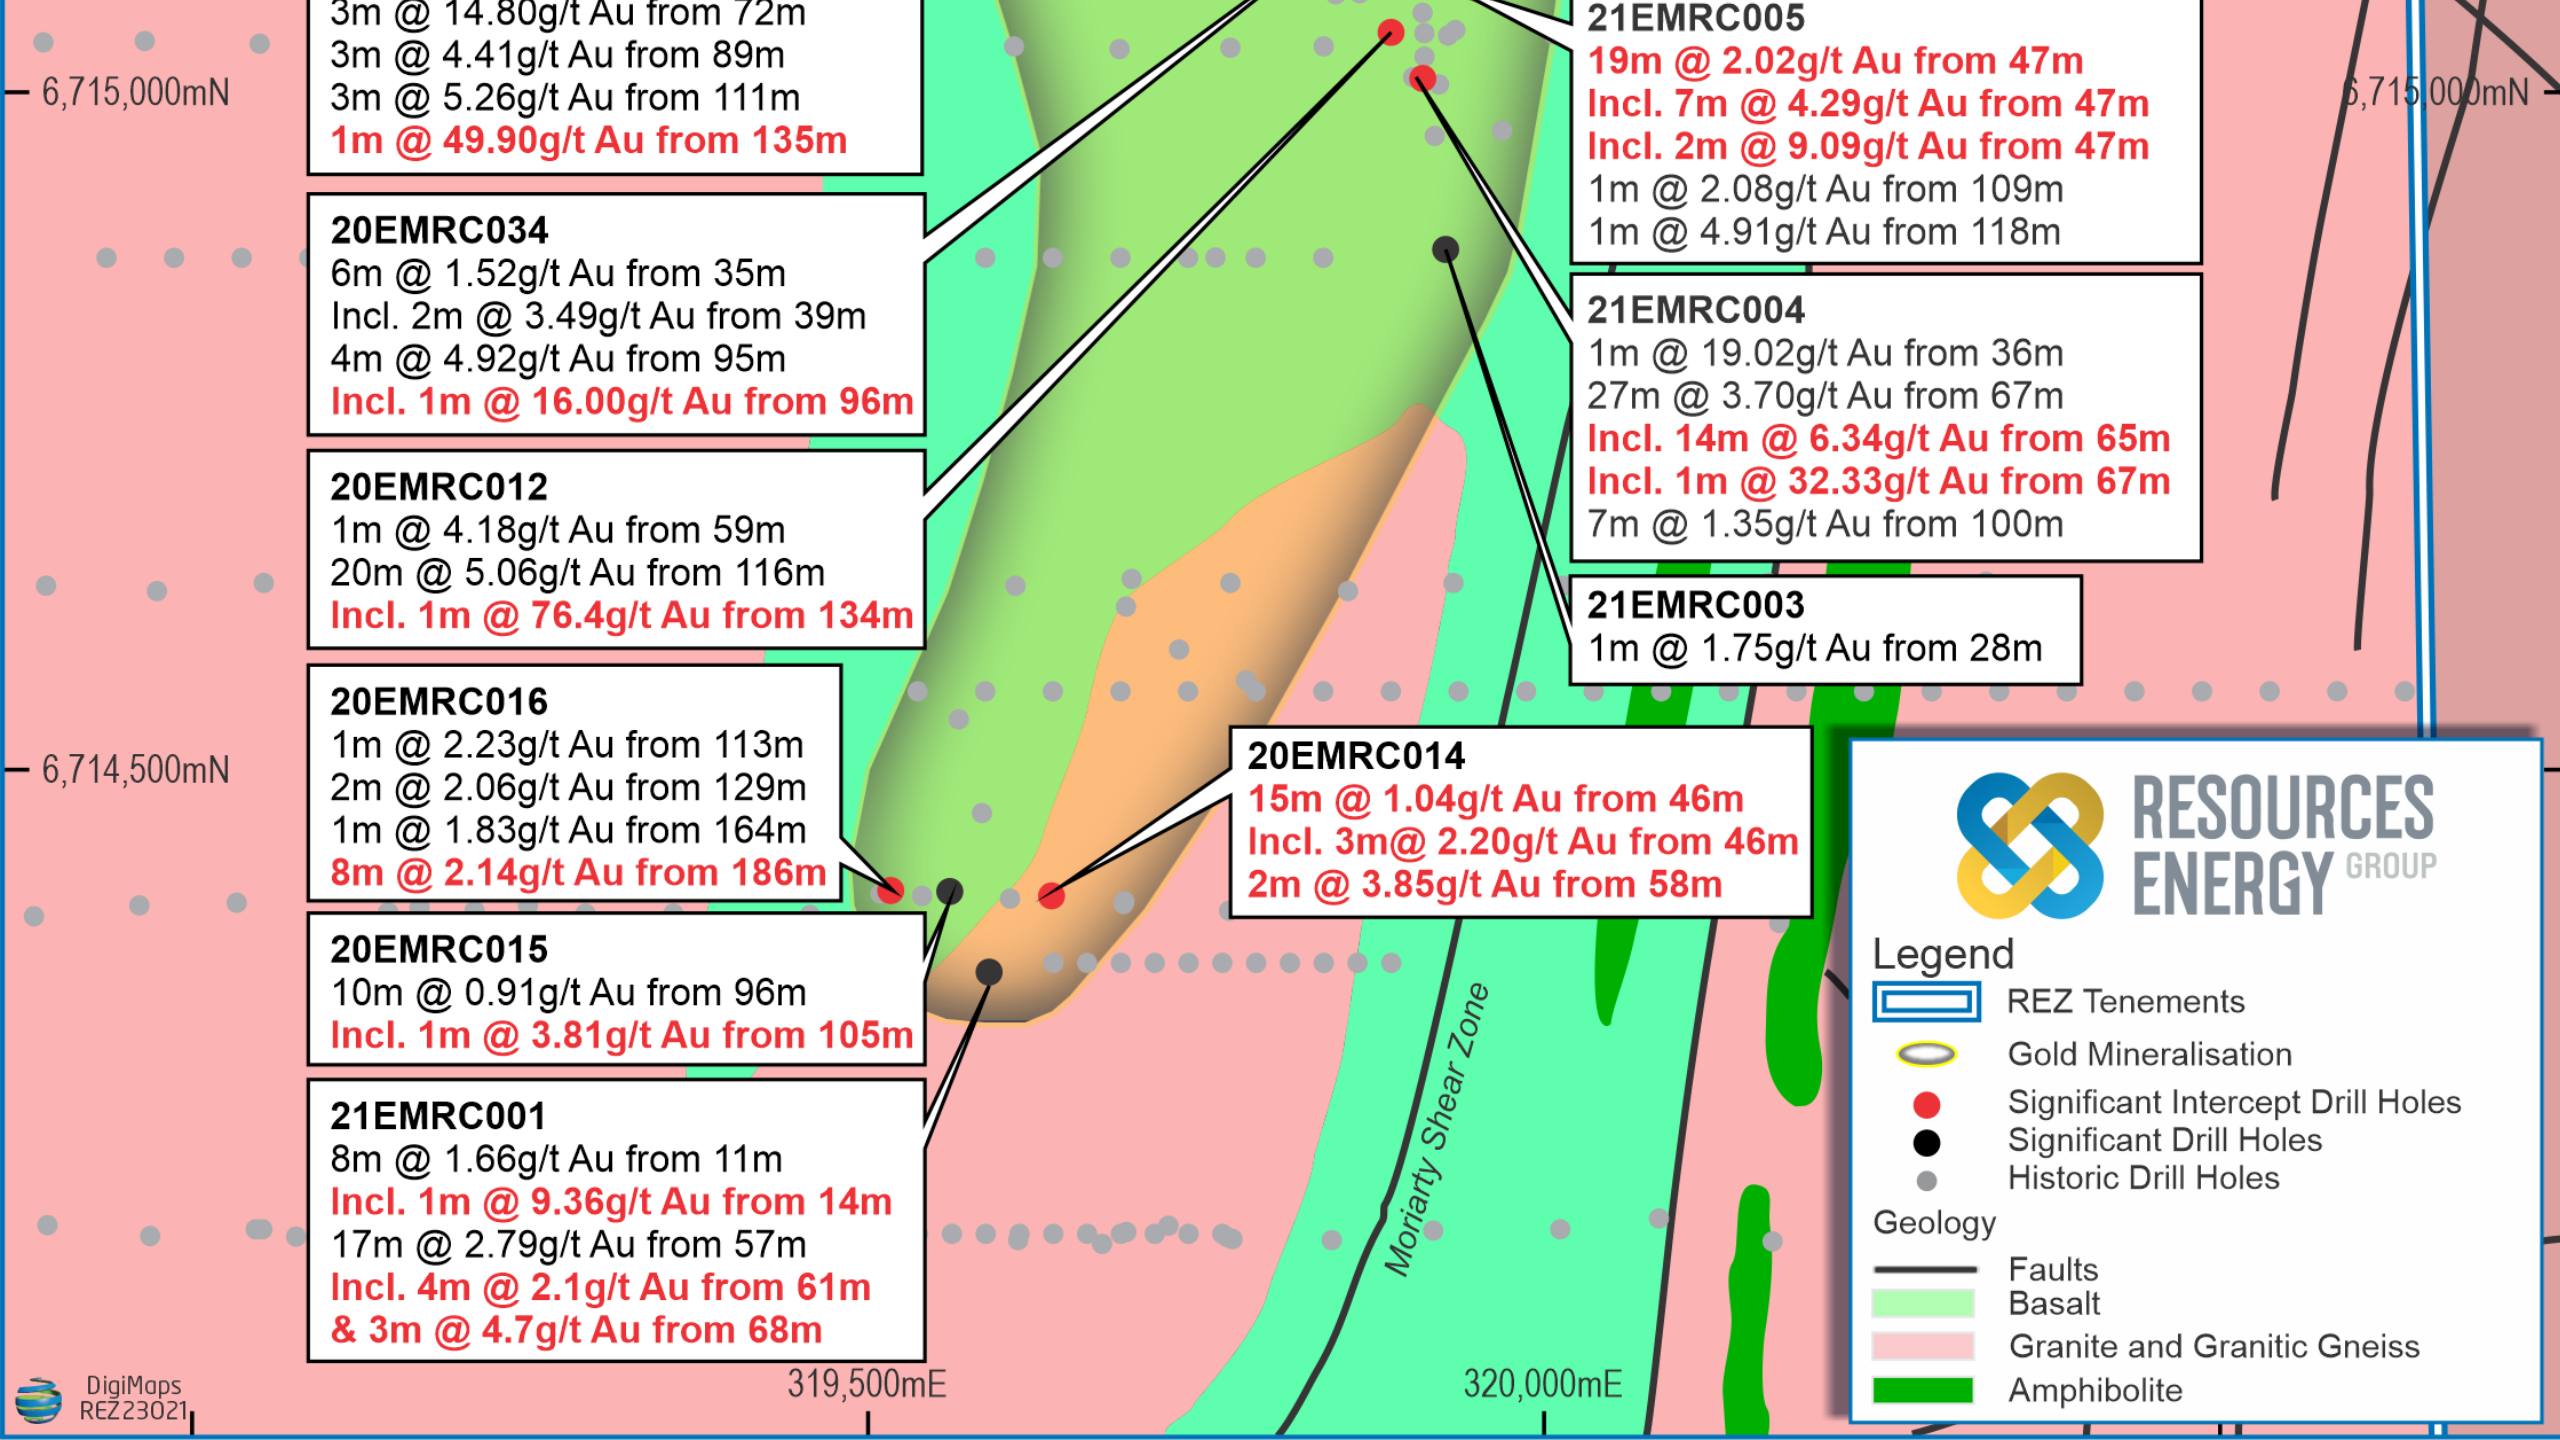 3m @ 14.80g/t Au from 72m
3m @ 4.41g/t Au from 89m
3m @ 5.26g/t Au from 111m
1m @ 49.90g/t Au from 135m
6,715,000mN
20EMRC034
6m @ 1.52g/t Au from 35m
Incl. 2m @ 3.49g/t Au from 39m
4m @ 4.92g/t Au from 95m
Incl. 1m @ 16.00g/t Au from 96m
20EMRC012
1m @ 4.18g/t Au from 59m
20m @ 5.06g/t Au from 116m
Incl. 1m @ 76.4g/t Au from 134m
20EMRC016
1m @ 2.23g/t Au from 113m
2m @ 2.06g/t Au from 129m
1m @ 1.83g/t Au from 164m
8m @ 2.14g/t Au from 186m
6,714,500mN
20EMRC015
10m @ 0.91g/t Au from 96m
Incl. 1m @ 3.81g/t Au from 105m
21EMRC001
8m @ 1.66g/t Au from 11m
Incl. 1m @ 9.36g/t Au from 14m
17m @ 2.79g/t Au from 57m
Incl. 4m @ 2.1g/t Au from 61m
& 3m @ 4.7g/t Au from 68m
21EMRC005
19m @ 2.02g/t Au from 47m
Incl. 7m @ 4.29g/t Au from 47m
Incl. 2m @ 9.09g/t Au from 47m
1m @ 2.08g/t Au from 109m
1m @ 4.91g/t Au from 118m
6,715,000mN
21EMRC004
1m @ 19.02g/t Au from 36m
27m @ 3.70g/t Au from 67m
Incl. 14m @ 6.34g/t Au from 65m
Incl. 1m @ 32.33g/t Au from 67m
7m @ 1.35g/t Au from 100m
21EMRC003
1m @ 1.75g/t Au from 28m
20EMRC014
15m @ 1.04g/t Au from 46m
Incl. 3m@ 2.20g/t Au from 46m
2m @ 3.85g/t Au from 58m
Moriarty Shear Zone
RESOURCES
ENERGY GROUP
Legend
REZ Tenements
Gold Mineralisation
Significant Intercept Drill Holes
Significant Drill Holes
Historic Drill Holes
Geology
Faults
Basalt
Granite and Granitic Gneiss
Amphibolite
DigiMaps
REZ23021
319,500mE
320,000mE